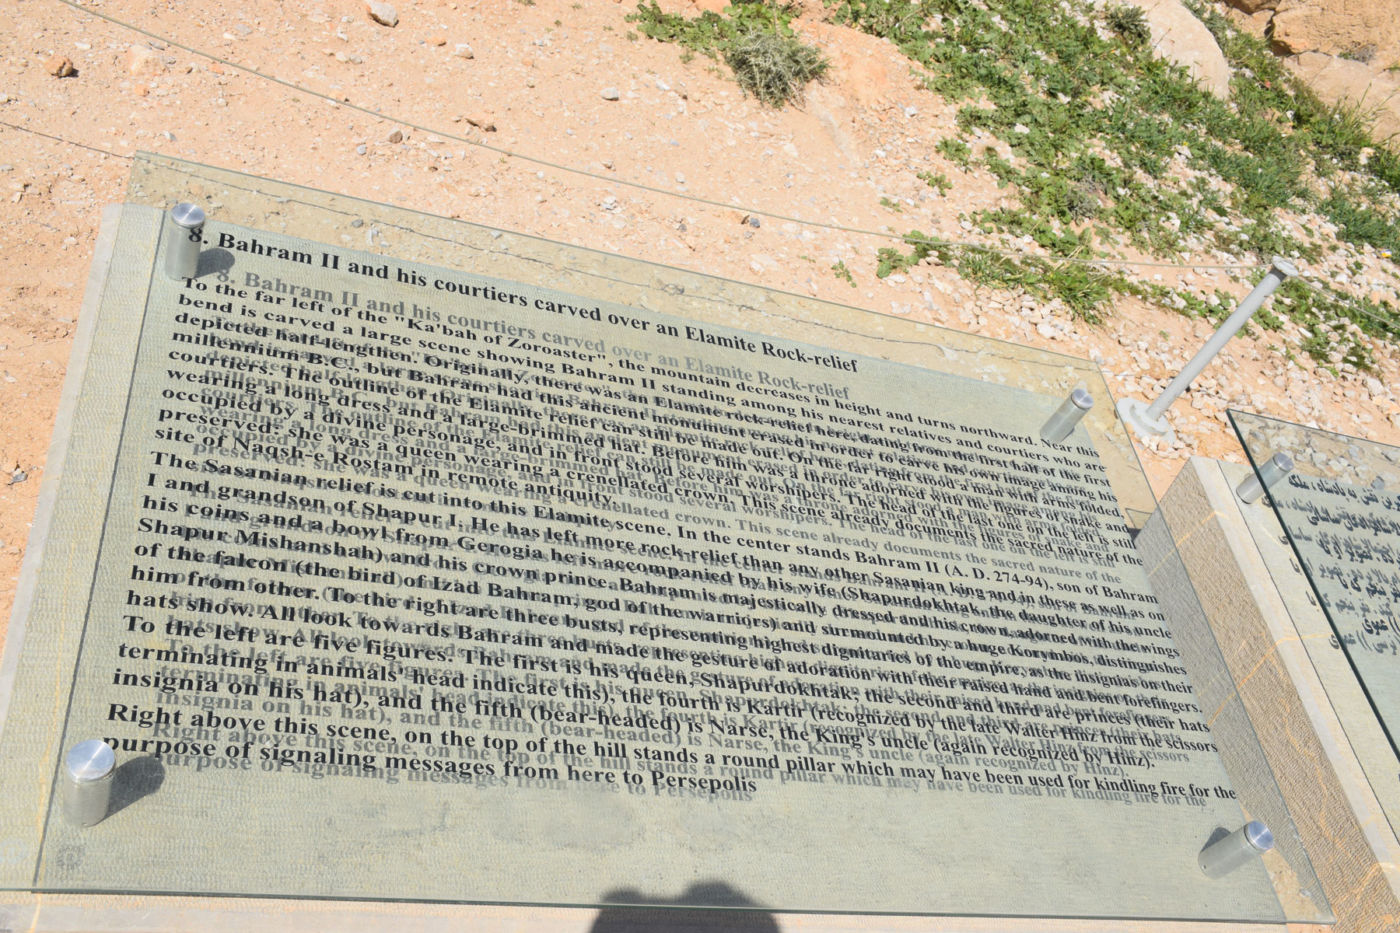 8. Bahram II and his courtiers carved over an Elamite Rock-relief
To the far left of the "Ka'bah of Zoroaster", the mountain decreases in height and turns northward. Near this
bend is carved a large scene showing Bahram II standing among his nearest relatives and courtiers who are
depicted half-lengthen. Originally, there was an Elamite rock-relief here, dating from the first half of the first
millennium B.C., but Bahram had this ancient monument erased in order to carve his own image among his
courtiers. The outline of the Elamite relief can still be made out. On the far right stood a man with arms folded,
wearing a long dress and a large-brimmed hat. Before him was a throne adorned with the figures of snake and
occupied by a divine personage, and in front stood several worshipers. The head of the last one on the left is still
preserved: she was a queen wearing a crenellated crown. This scene already documents the sacred nature of the
site of Naqsh-e Rostam in remote antiquity.
The Sasanian relief is cut into this Elamite scene. In the center stands Bahram II (A. D. 274-94), son of Bahram
I and grandson of Shapur I. He has left more rock-relief than any other Sasanian king and in these as well as on
his coins and a bowl from Gerogia he is accompanied by his wife (Shapurdokhtak, the daughter of his uncle
Shapur Mishanshah) and his crown prince. Bahram is majestically dressed and his crown, adorned with the wings
of the falcon (the bird of Izad Bahram, god of the warriors) and surmounted by a huge Korymbos, distinguishes
him from other. To the right are three busts, representing highest dignitaries of the empire, as the insignias on their
hats show. All look towards Bahram and made the gesture of adoration with their raised hand and bent forefingers.
To the left are five figures. The first is his queen, Shapurdokhtak; the second and third are princes (their hats
terminating in animals' head indicate this), the fourth is Kartir (recognized by the late Walter Hinz from the scissors
insignia on his hat), and the fifth (bear-headed) is Narse, the King's uncle (again recognized by Hinz).
Right above this scene, on the top of the hill stands a round pillar which may have been used for kindling fire for the
purpose of signaling messages from here to Persepolis